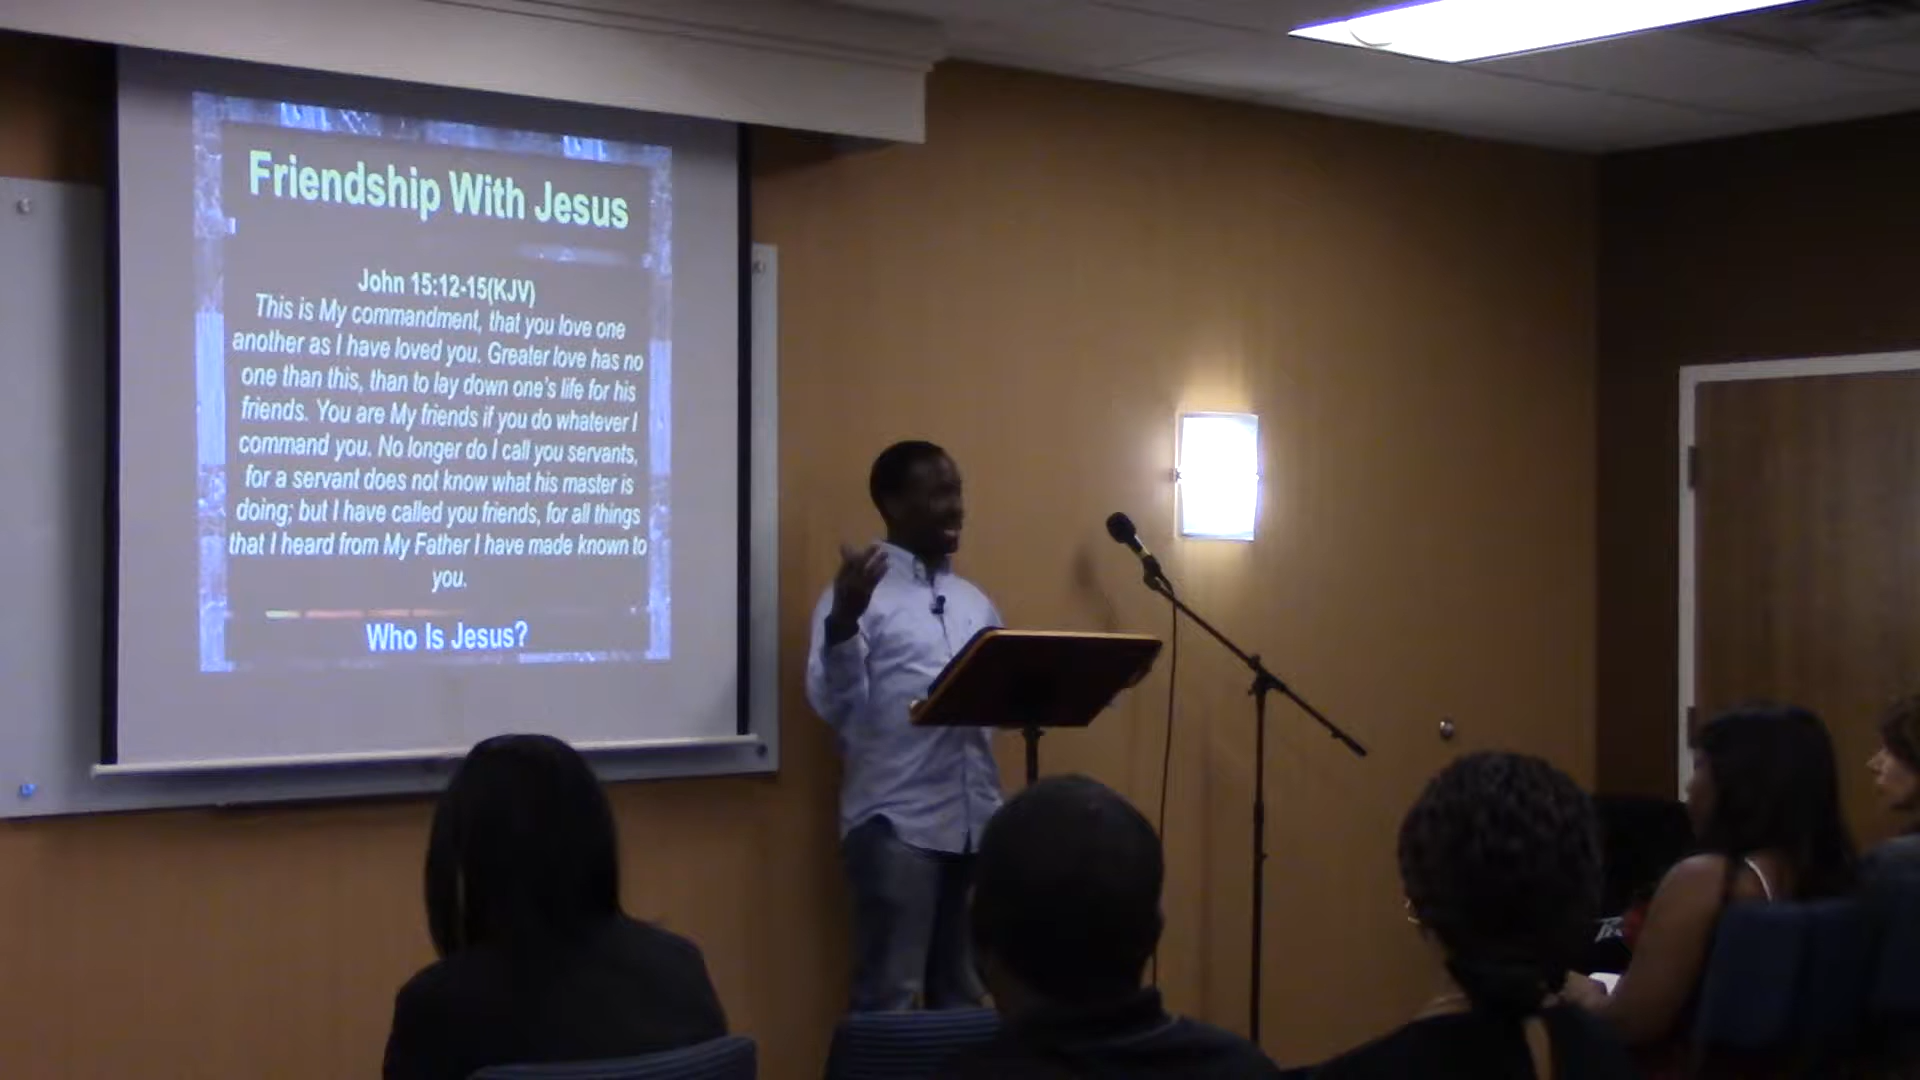 Friendship With Jesus
John 15:12-15(KJV)
This is My commandment, that you love one
another as I have loved you. Greater love has no
one than this, than to lay down one's life for his
friends. You are My friends if you do whatever I
command you. No longer do I call you servants,
for a servant does not know what his master is
doing; but I have called you friends, for all things
that I heard from My Father I have made known to
you.
Who Is Jesus?